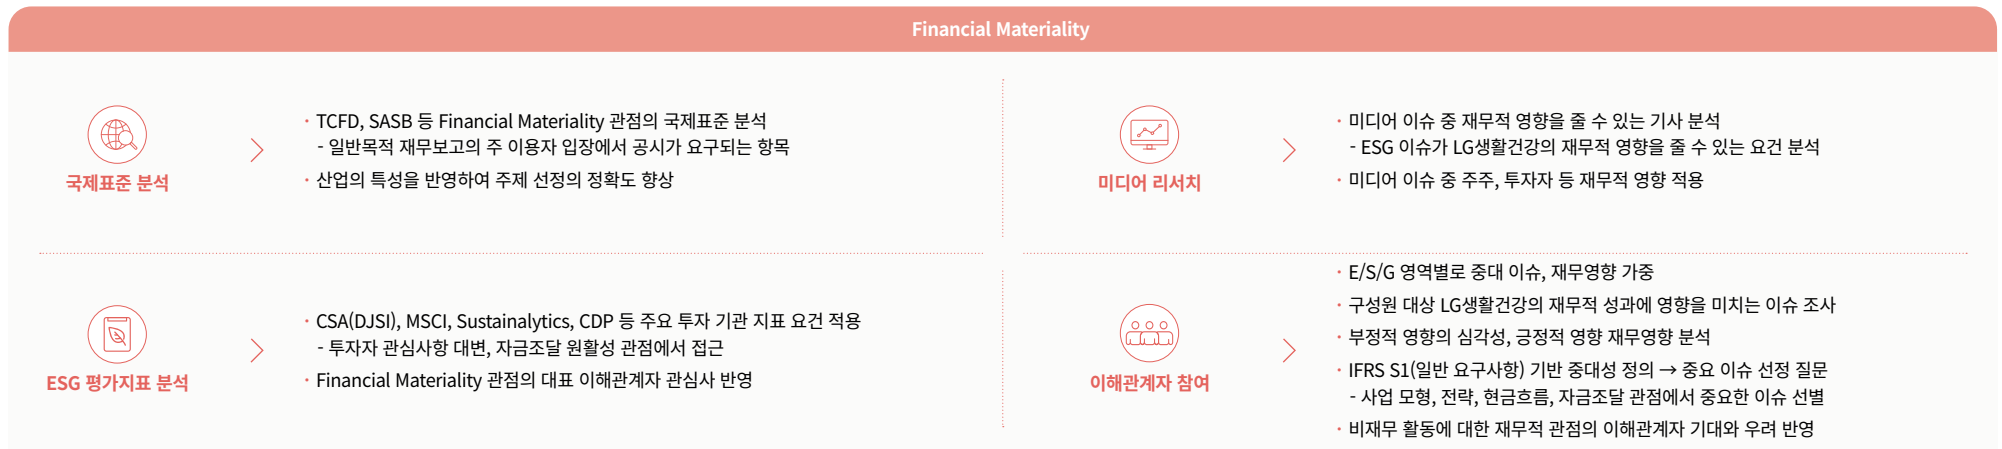 Financial Materiality
국제표준 분석
· TCFD, SASB 등 Financial Materiality 관점의 국제표준 분석
- 일반목적 재무보고의 주 이용자 입장에서 공시가 요구되는 항목
· 산업의 특성을 반영하여 주제 선정의 정확도 향상
미디어 리서치
· 미디어 이슈 중 재무적 영향을 줄 수 있는 기사 분석
- ESG 이슈가 LG생활건강의 재무적 영향을 줄 수 있는 요건 분석
· 미디어 이슈 중 주주, 투자자 등 재무적 영향 적용
ESG 평가지표 분석
· CSA(DJSI), MSCI, Sustainalytics, CDP 등 주요 투자 기관 지표 요건 적용
- 투자자 관심사항 대변, 자금조달 원활성 관점에서 접근
· Financial Materiality 관점의 대표 이해관계자 관심사 반영
이해관계자 참여
· E/S/G 영역별로 중대 이슈, 재무영향 가중
· 구성원 대상 LG생활건강의 재무적 성과에 영향을 미치는 이슈 조사
· 부정적 영향의 심각성, 긍정적 영향 재무영향 분석
· IFRS S1(일반 요구사항) 기반 중대성 정의 → 중요 이슈 선정 질문
- 사업 모형, 전략, 현금흐름, 자금조달 관점에서 중요한 이슈 선별
· 비재무 활동에 대한 재무적 관점의 이해관계자 기대와 우려 반영